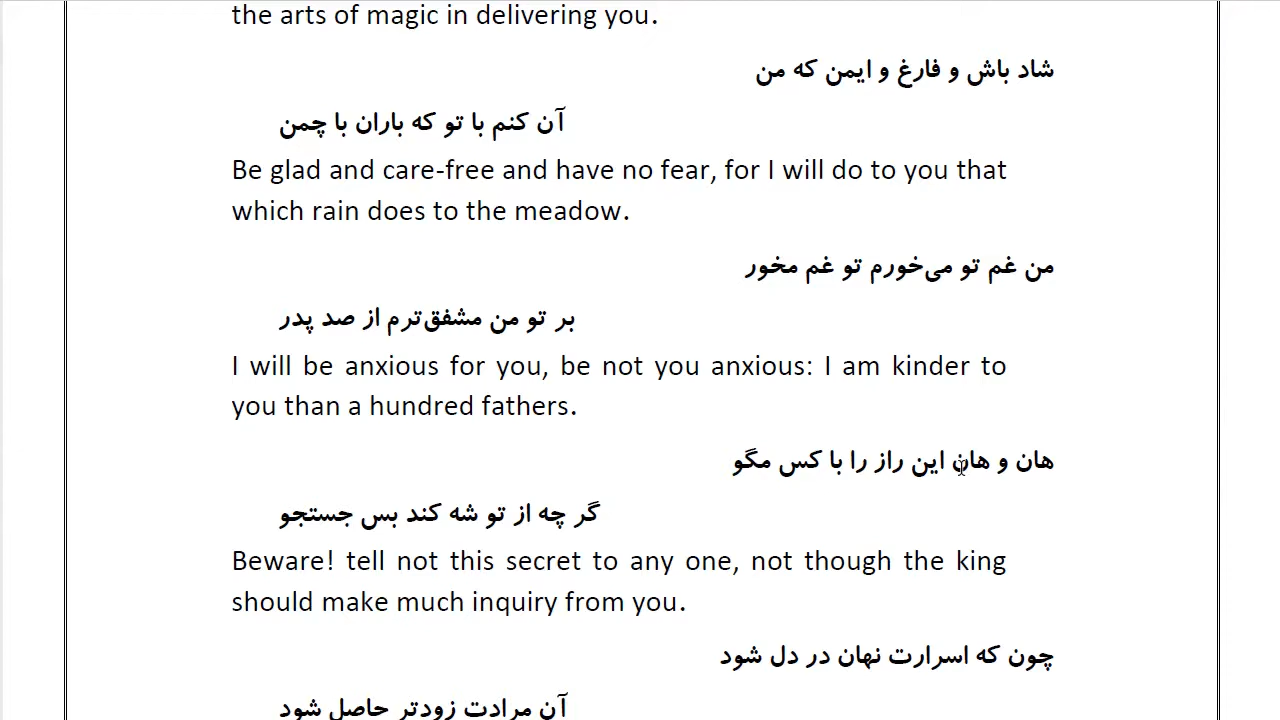 the arts of magic in delivering you.
شاد باش و فارغ و ایمن که من
آن کنم با تو که باران با چمن
Be glad and care-free and have no fear, for I will do to you that
which rain does to the meadow.
من غم تو می‌خورم تو غم مخور
بر تو من مشفق‌ترم از صد پدر
I will be anxious for you, be not you anxious: I am kinder to
you than a hundred fathers.
هان و هان این راز را با کس مگو
گر چه از تو شه کند بس جستجو
Beware! tell not this secret to any one, not though the king
should make much inquiry from you.
چون که اسرارت نهان در دل شود
آن مرادت زودتر حاصل شود